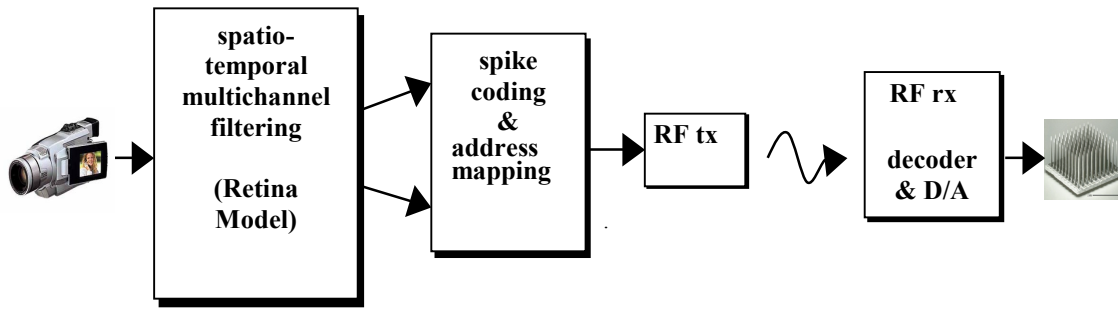 spatio-
temporal
multichannel
filtering
(Retina
Model)
spike
coding
&
address
mapping
RF tx
RF rx
decoder
& D/A